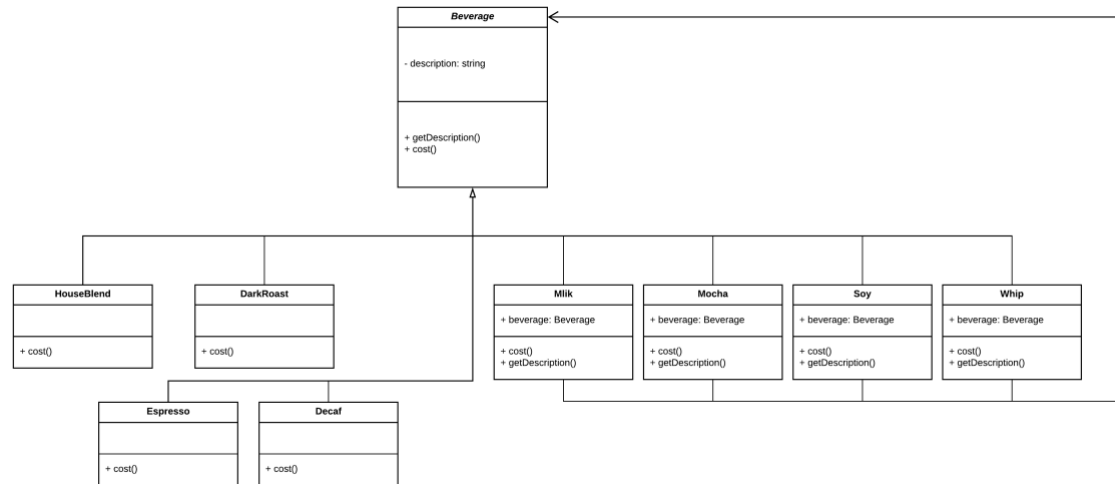 Beverage
- description: string
+ getDescription()
+ cost()
HouseBlend
+ cost()
DarkRoast
+ cost()
Mlik
+ beverage: Beverage
+ cost()
+ getDescription()
Mocha
+ beverage: Beverage
+ cost()
+ getDescription()
Soy
+ beverage: Beverage
+ cost()
+ getDescription()
Whip
+ beverage: Beverage
+ cost()
+ getDescription()
Espresso
+ cost()
Decaf
+ cost()